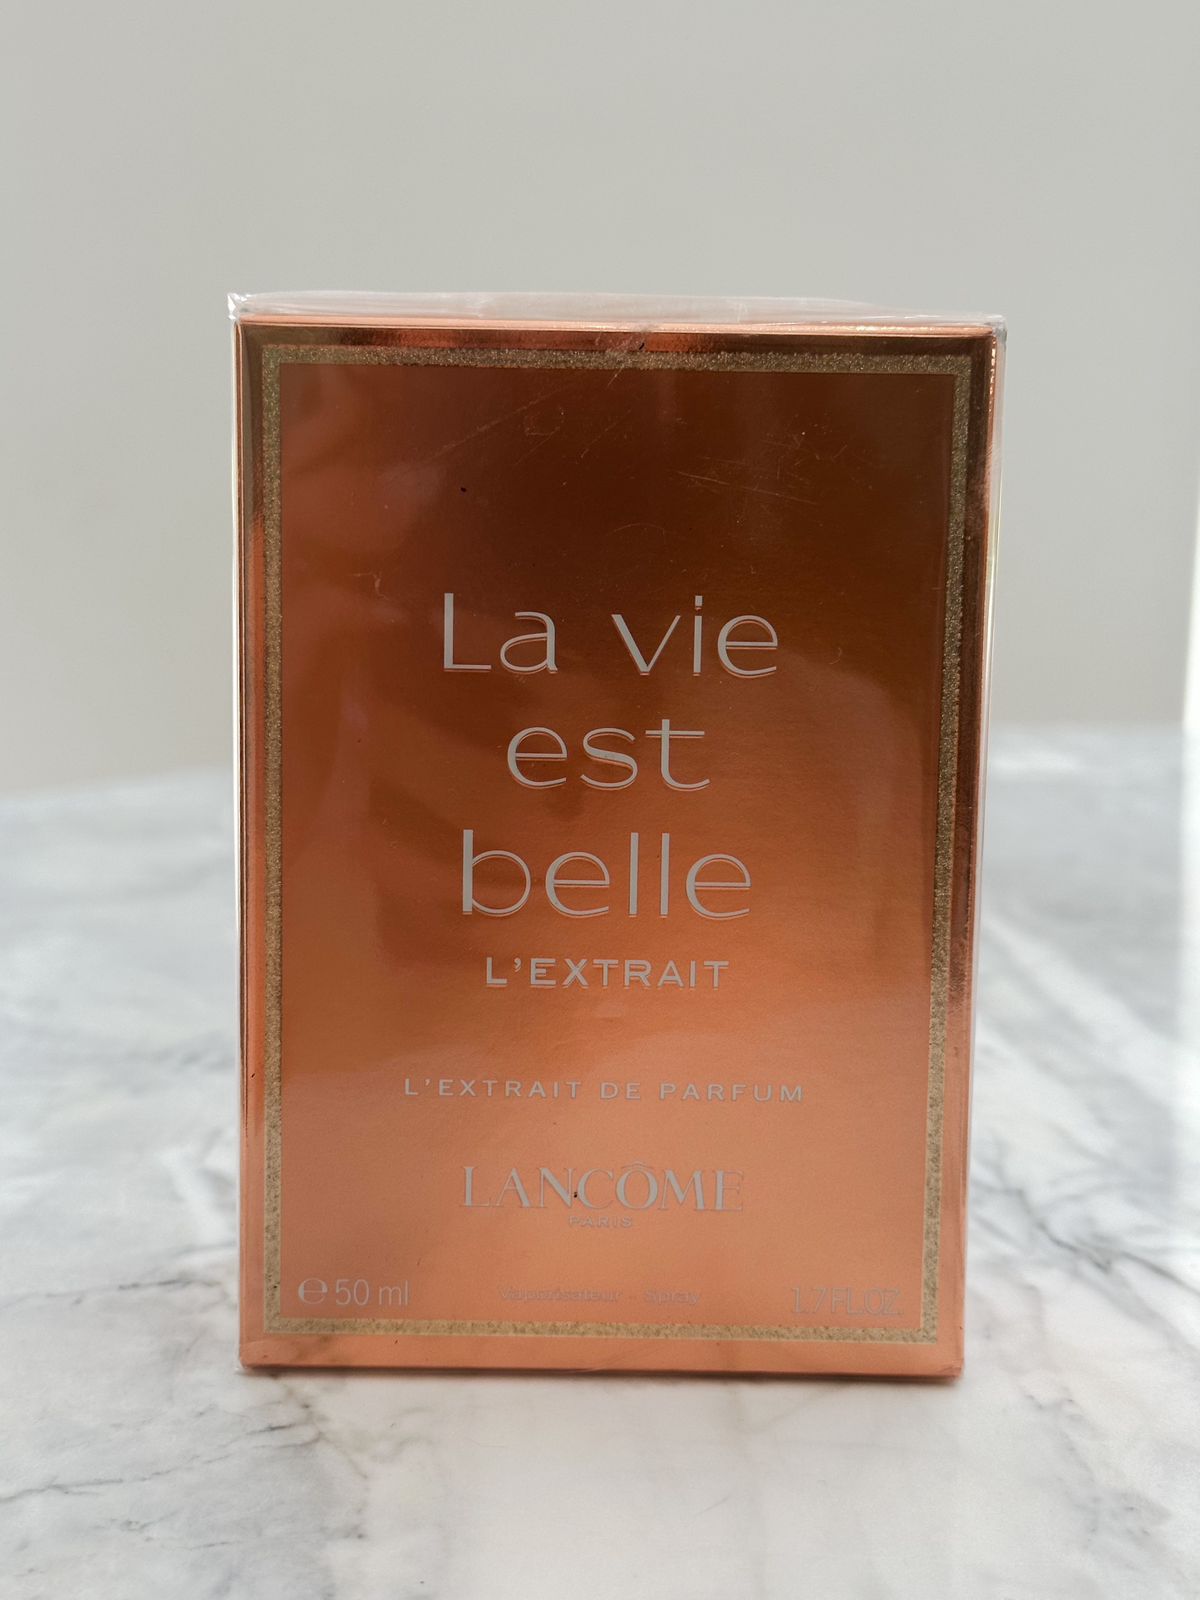 La vie
est
belle
L'EXTRAIT
L'EXTRAIT DE PARFUM
LANCÔME
PARIS
℮50 ml Vaporisateur - Spray 1.7 FL.OZ.